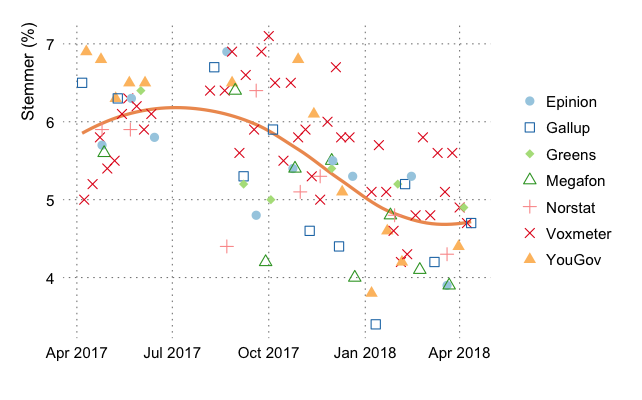 Stemmer (%)
7
6
5
4
Apr 2017
Jul 2017
Oct 2017
Jan 2018
Apr 2018
Epinion
Gallup
Greens
Megafon
Norstat
Voxmeter
YouGov